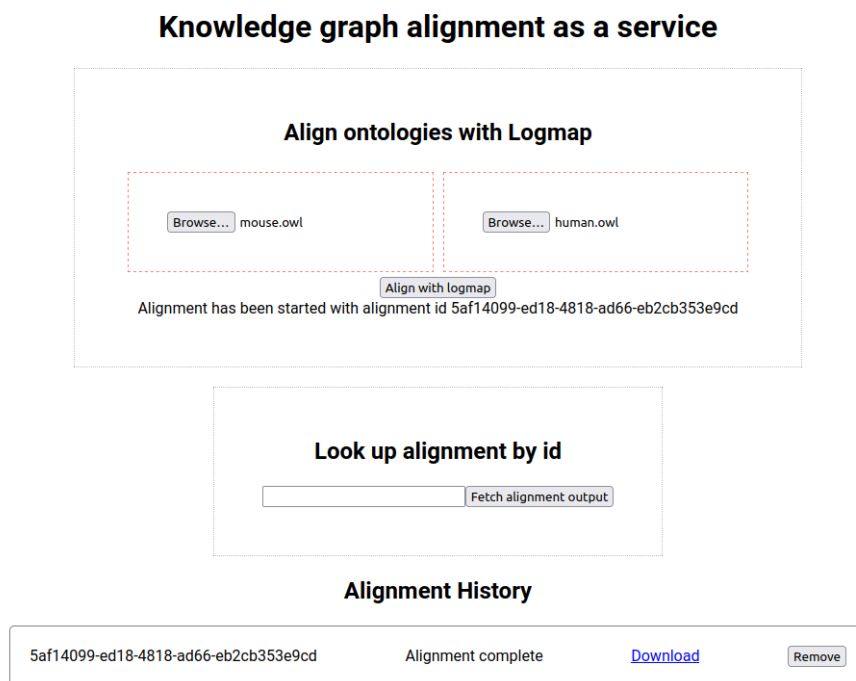 Knowledge graph alignment as a service
Align ontologies with Logmap
Browse... mouse.owl
Browse... human.owl
Align with logmap
Alignment has been started with alignment id 5af14099-ed18-4818-ad66-eb2cb353e9cd
Look up alignment by id
Fetch alignment output
Alignment History
5af14099-ed18-4818-ad66-eb2cb353e9cd Alignment complete Download Remove